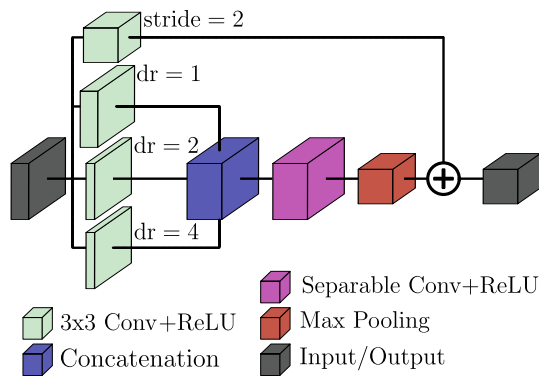 stride = 2
dr = 1
dr = 2
dr = 4
Separable Conv+ReLU
3x3 Conv+ReLU
Max Pooling
Concatenation
Input/Output